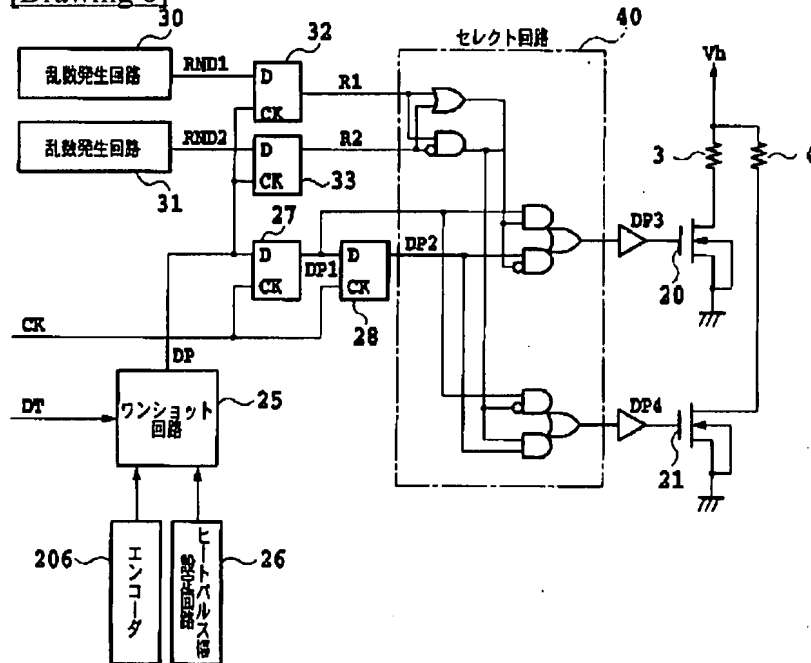 [Drawing
30
乱数発生回路
RND1
D
CK
32
R1
セレクト回路
40
Vh
乱数発生回路
31
RND2
D
CK
33
R2
3
27
D
CK
DP1
D
CK
28
DP2
DP3
20
CK
DP
DT
ワンショット
回路
25
DP4
21
206
エンコーダ
ヒートパルス幅
回路
26